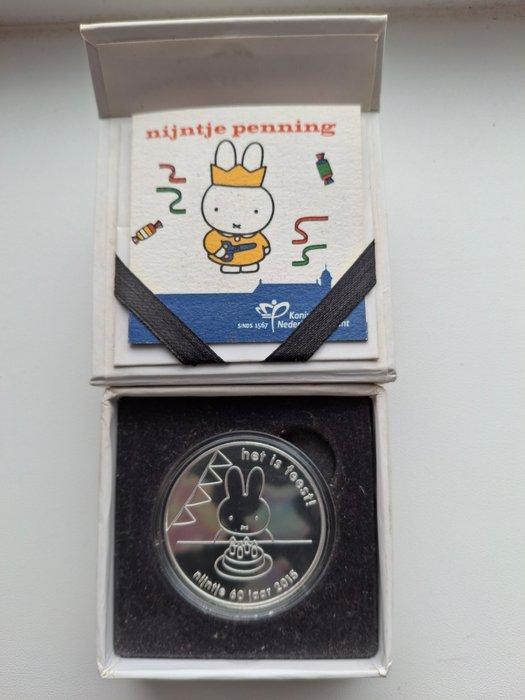 nijntje penning
SINDS 1567
het is feest!
nijntje 60 jaar 2015